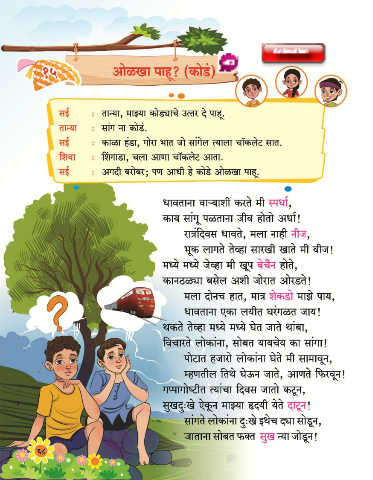 १५
ओळखा पाहू? (कोडं)
सई : तान्या, माझ्या कोड्याचे उत्तर दे पाहू.
तान्या : सांग ना कोडं.
सई : काळा हंडा, गोरा भात जो सांगेल त्याला चॉकलेट सात.
शिवा : शिंगाडा, चला आणा चॉकलेट आता.
सई : अगदी बरोबर; पण आधी हे कोडे ओळखा पाहू.
धावताना वाऱ्याशी करते मी स्पर्धा,
काय सांगू पळताना जीव होतो अर्धा!
रात्रंदिवस धावते, मला नाही नीज,
भूक लागते तेव्हा सारखी खाते मी वीज!
मध्ये मध्ये जेव्हा मी खूप बेचैन होते,
कानठळ्या बसेल अशी जोरात ओरडते!
मला दोनच हात, मात्र शेकडो माझे पाय,
धावताना एका लयीत घरंगळत जाय!
थकते तेव्हा मध्ये मध्ये घेत जाते थांबा,
विचारते लोकांना, सोबत यायचेय का सांगा!
पोटात हजारो लोकांना घेते मी सामावून,
म्हणतील तिथे घेऊन जाते, आणते फिरवून!
गप्पागोष्टीत त्यांचा दिवस जातो कटून,
सुखदुःखे ऐकून माझ्या हृदयी येते दाटून!
सांगते लोकांना दुःखे इथेच द्या सोडून,
जाताना सोबत फक्त सुख न्या जोडून!